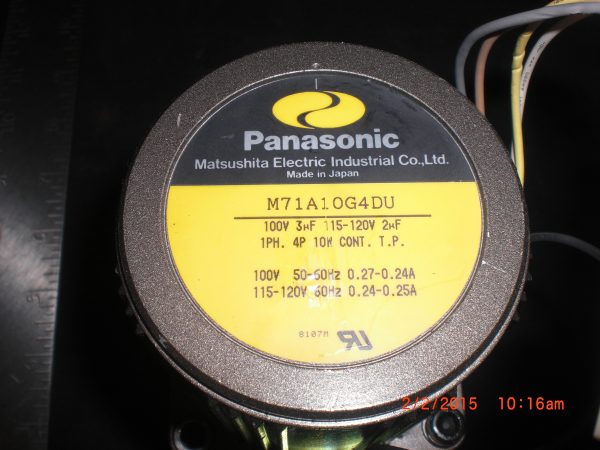 Panasonic
Matsushita Electric Industrial Co.,Ltd.
Made in Japan
M71A10G4DU
100V 3µF 115-120V 2µF
1PH. 4P 10W CONT. T.P.
100V 50-60Hz 0.27-0.24A
115-120V 60Hz 0.24-0.25A
8107M
2/2/2015 10:16am